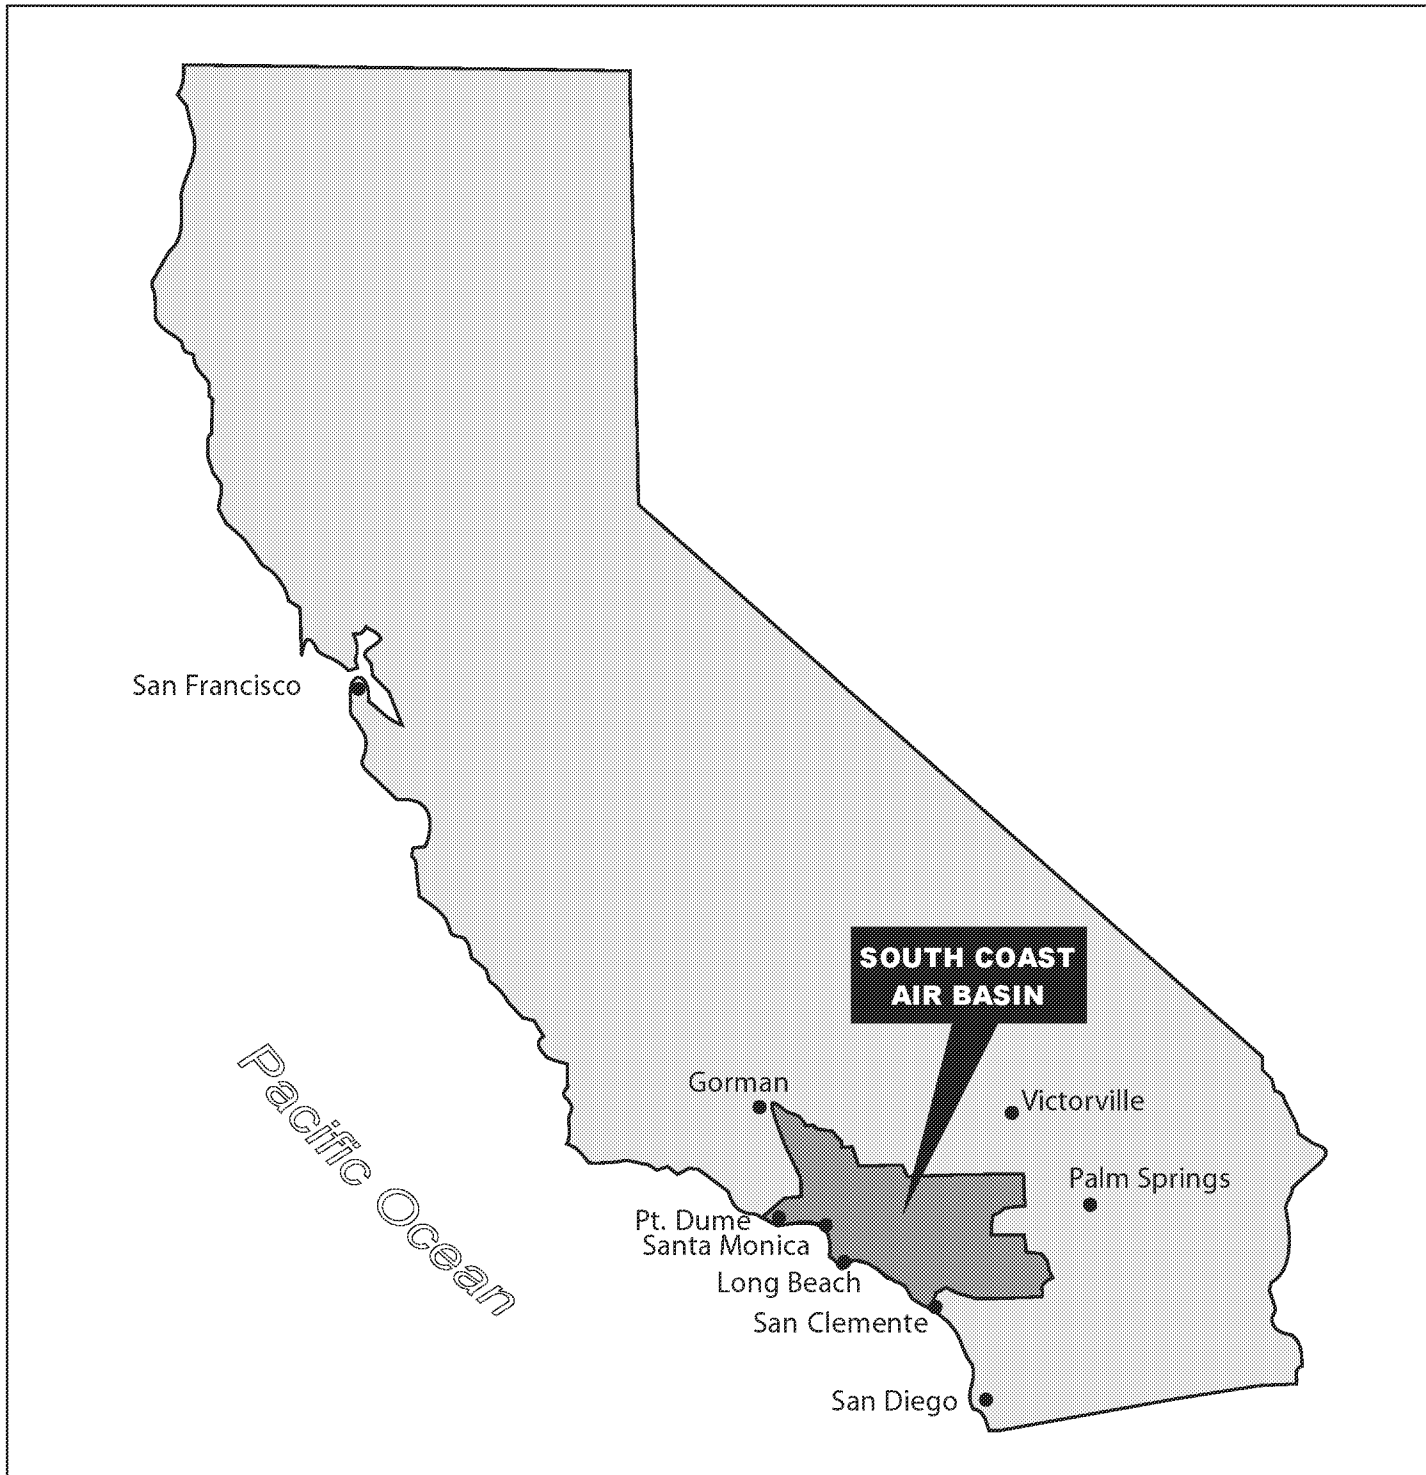 San Francisco
SOUTH COAST
AIR BASIN
Pacific Ocean
Gorman
Victorville
Palm Springs
Pt. Dume
Santa Monica
Long Beach
San Clemente
San Diego